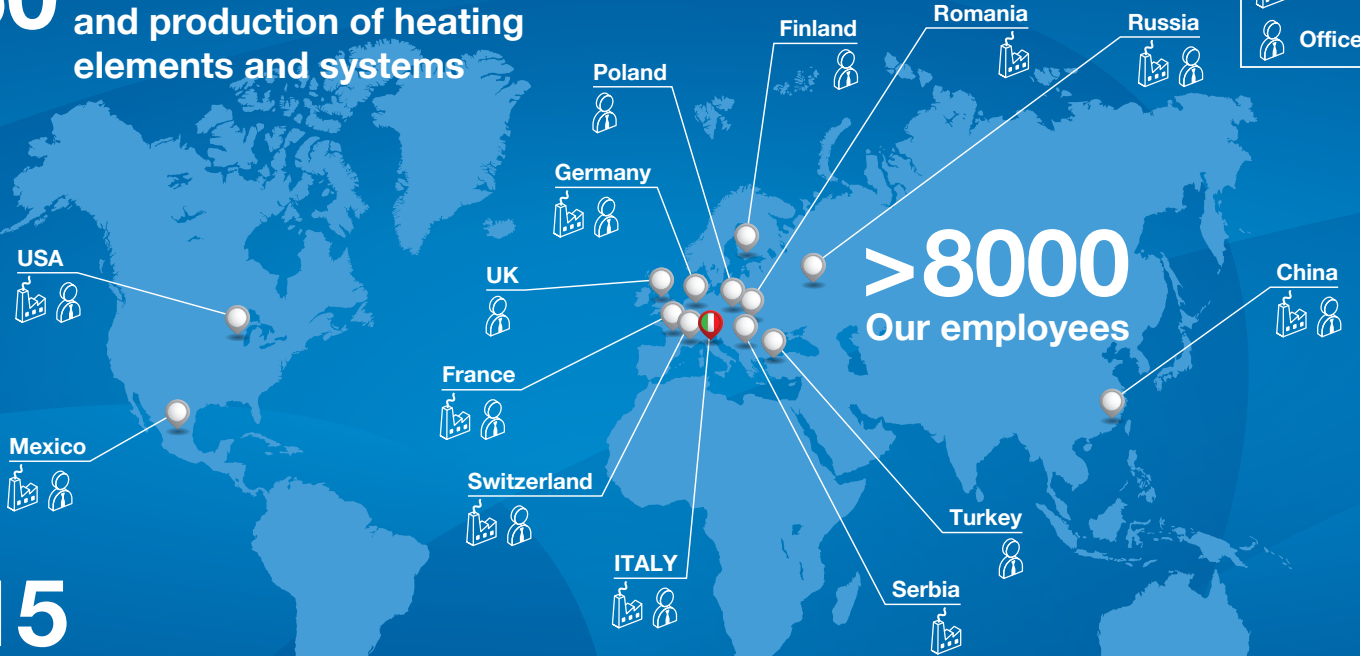 and production of heating
elements and systems
Finland
Romania
Russia
Office
Poland
Germany
USA
UK
>8000
Our employees
China
France
Mexico
Switzerland
Turkey
ITALY
Serbia
15